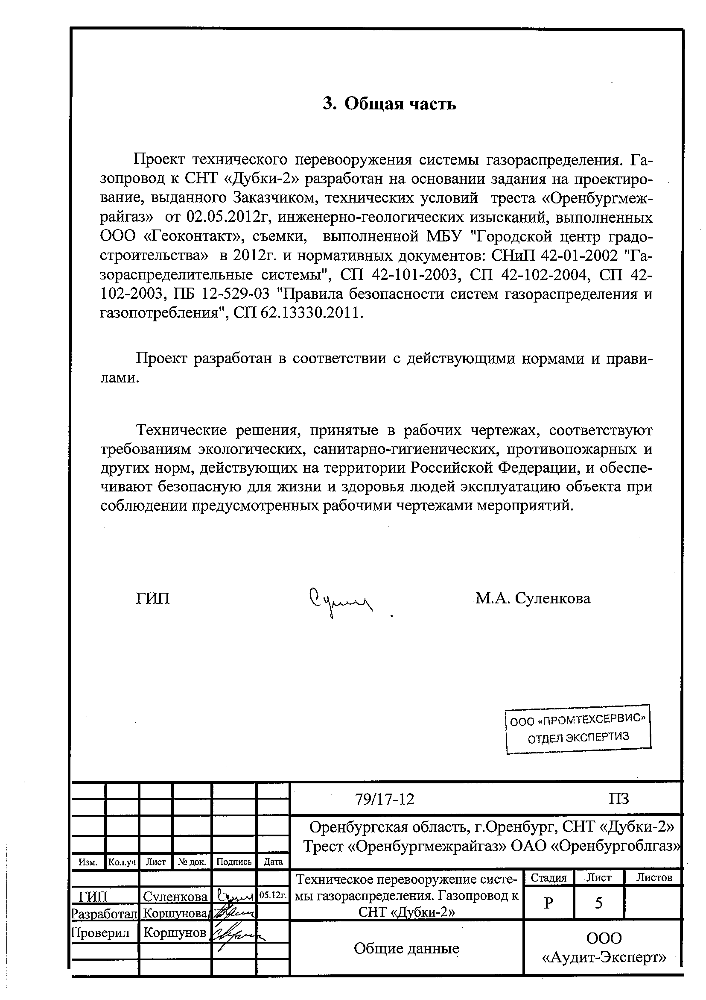 3. Общая часть
Проект технического перевооружения системы газораспределения. Га-
зопровод к СНТ «Дубки-2» разработан на основании задания на проектиро-
вание, выданного Заказчиком, технических условий треста «Оренбургмеж-
райгаз» от 02.05.2012г, инженерно-геологических изысканий, выполненных
ООО «Геоконтакт», съемки, выполненной МБУ "Городской центр градо-
строительства» в 2012г. и нормативных документов: СНиП 42-01-2002 "Га-
зораспределительные системы", СП 42-101-2003, СП 42-102-2004, СП 42-
102-2003, ПБ 12-529-03 "Правила безопасности систем газораспределения и
газопотребления", СП 62.13330.2011.
Проект разработан в соответствии с действующими нормами и прави-
лами.
Технические решения, принятые в рабочих чертежах, соответствуют
требованиям экологических, санитарно-гигиенических, противопожарных и
других норм, действующих на территории Российской Федерации, и обеспе-
чивают безопасную для жизни и здоровья людей эксплуатацию объекта при
соблюдении предусмотренных рабочими чертежами мероприятий.
ГИП М.А. Суленкова
ООО «ПРОМТЕХСЕРВИС»
ОТДЕЛ ЭКСПЕРТИЗ
79/17-12 ПЗ
Оренбургская область, г.Оренбург, СНТ «Дубки-2»
Трест «Оренбургмежрайгаз» ОАО «Оренбургоблгаз»
Изм. Кол.уч Лист № док. Подпись Дата
ГИП Суленкова 05.12г.
Разработал Коршунова
Проверил Коршунов
Техническое перевооружение систе-
мы газораспределения. Газопровод к
СНТ «Дубки-2»
Стадия Лист Листов
Р 5
Общие данные
ООО
«Аудит-Эксперт»